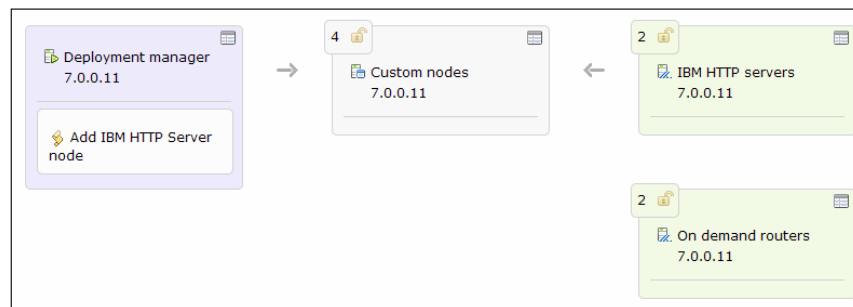 Deployment manager
7.0.0.11
Add IBM HTTP Server
node
4
Custom nodes
7.0.0.11
2
IBM HTTP servers
7.0.0.11
2
On demand routers
7.0.0.11